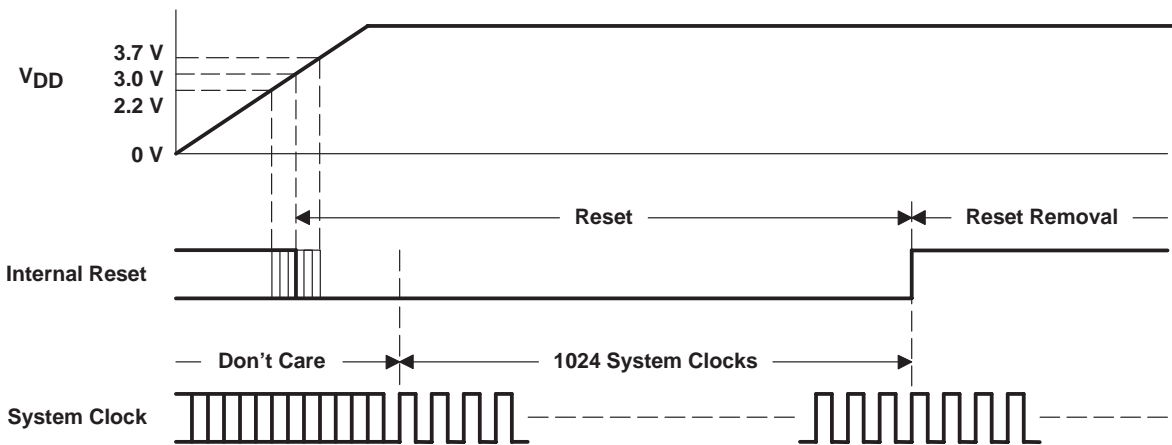 3.7 V
VDD
3.0 V
2.2 V
0 V
Reset
Reset Removal
Internal Reset
Don't Care
1024 System Clocks
System Clock